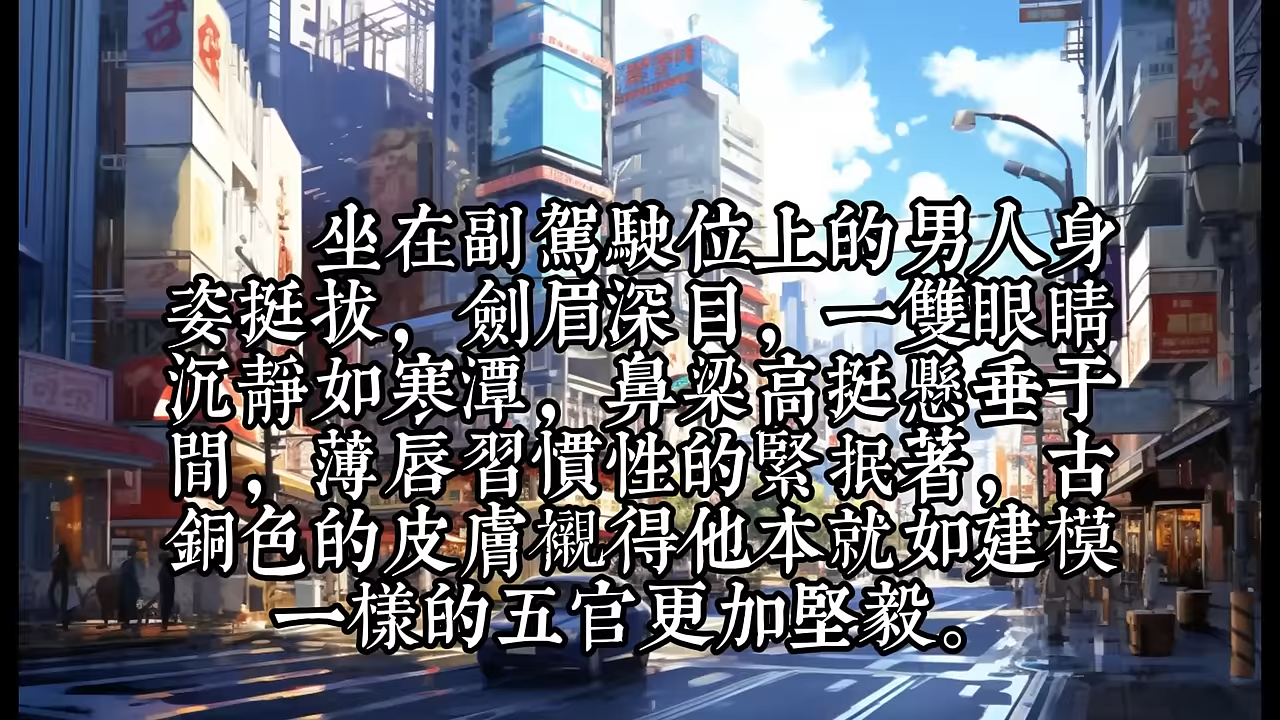 坐在副駕駛位上的男人身
姿挺拔，劍眉深目，一雙眼睛
沉靜如寒潭，鼻梁高挺懸垂于
間，薄唇習慣性的緊抿著，古
銅色的皮膚襯得他本就如建模
一樣的五官更加堅毅。